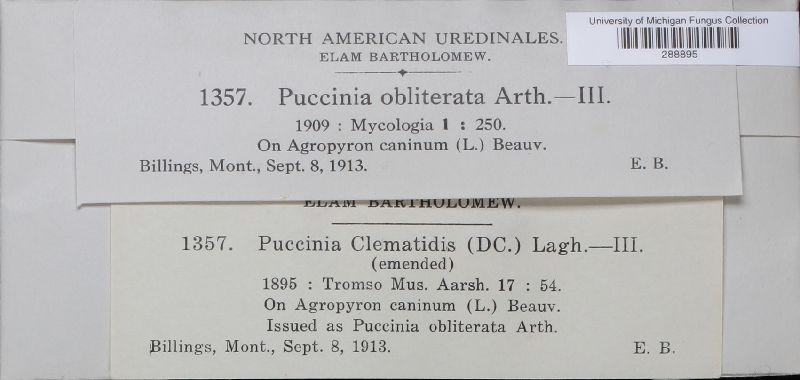 University of Michigan Fungus Collection
288895
NORTH AMERICAN UREDINALES.
ELAM BARTHOLOMEW.
1357. Puccinia obliterata Arth.—III.
1909 : Mycologia 1 : 250.
On Agropyron caninum (L.) Beauv.
Billings, Mont., Sept. 8, 1913. E. B.
ELAM BARTHOLOMEW.
1357. Puccinia Clematidis (DC.) Lagh.—III.
(emended)
1895 : Tromso Mus. Aarsh. 17 : 54.
On Agropyron caninum (L.) Beauv.
Issued as Puccinia obliterata Arth.
Billings, Mont., Sept. 8, 1913. E. B.